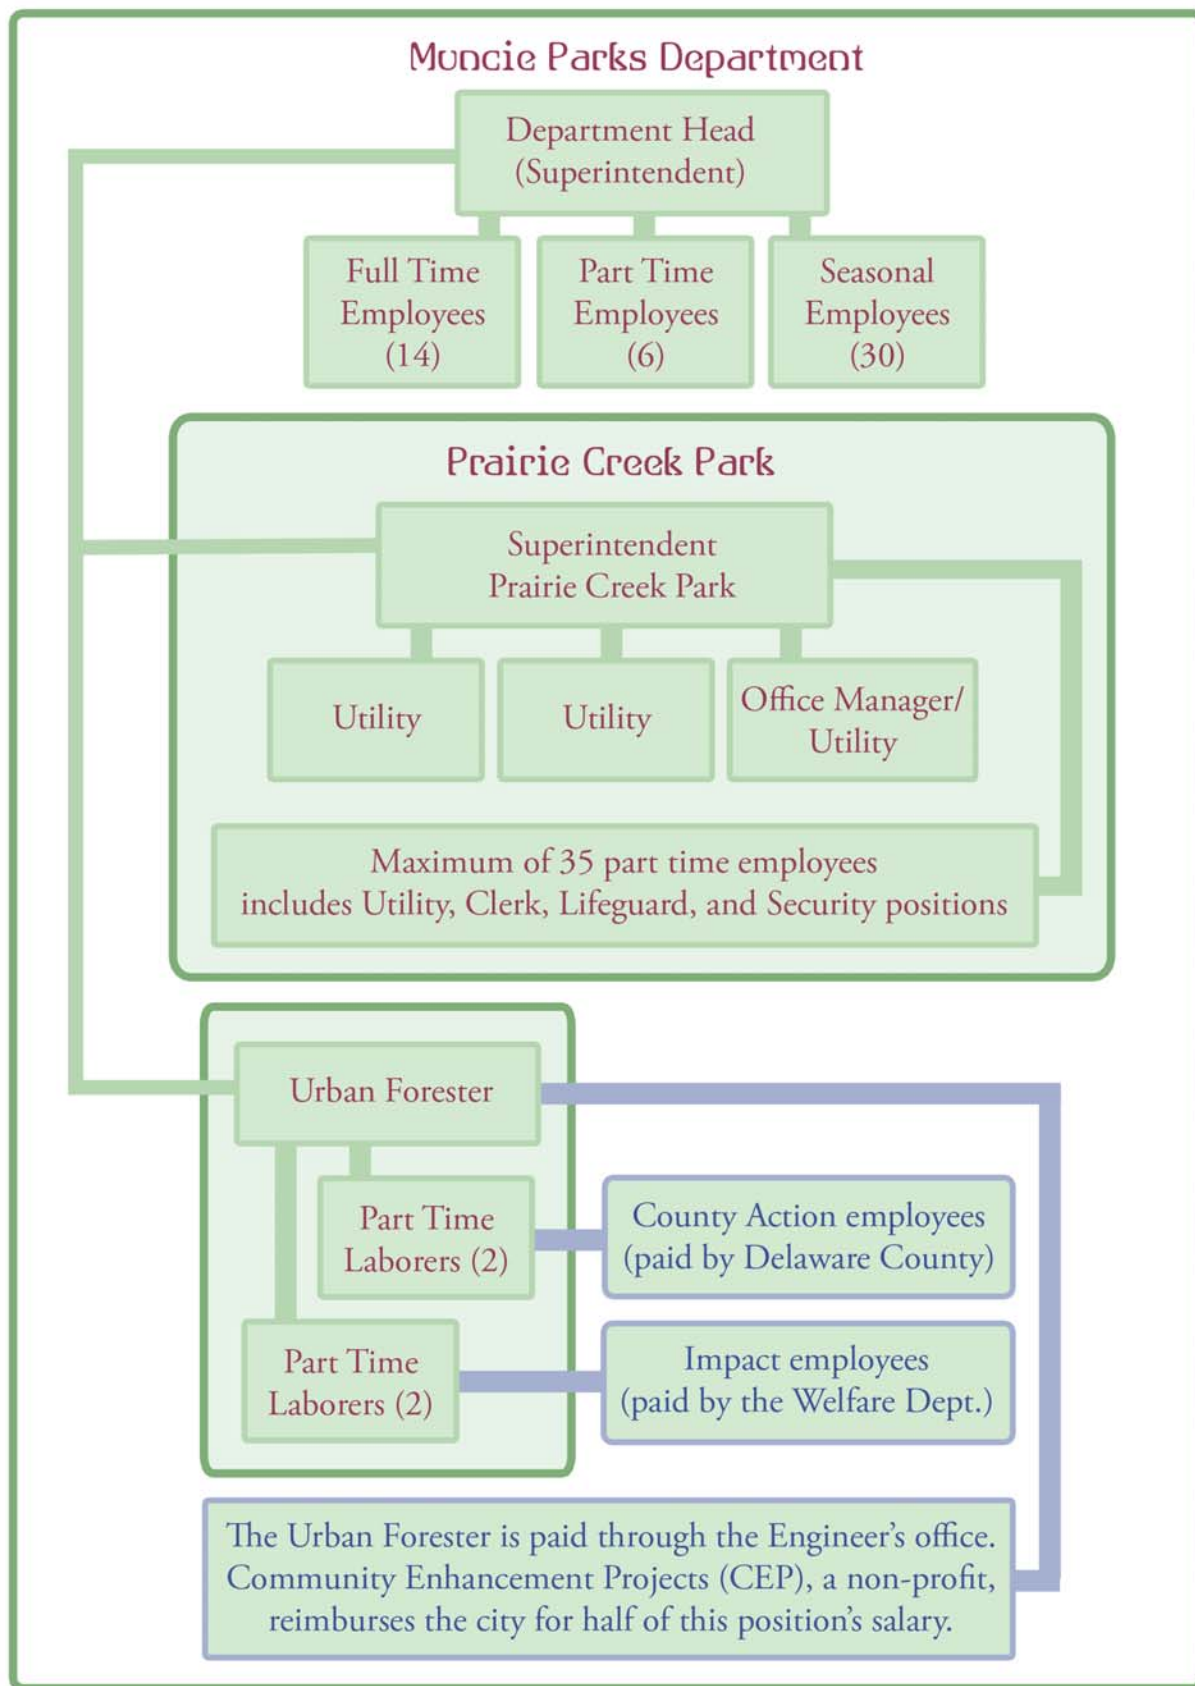 Muncie Parks Department
Department Head
(Superintendent)
Full Time
Employees
(14)
Part Time
Employees
(6)
Seasonal
Employees
(30)
Prairie Creek Park
Superintendent
Prairie Creek Park
Utility
Utility
Office Manager/
Utility
Maximum of 35 part time employees
includes Utility, Clerk, Lifeguard, and Security positions
Urban Forester
Part Time
Laborers (2)
County Action employees
(paid by Delaware County)
Part Time
Laborers (2)
Impact employees
(paid by the Welfare Dept.)
The Urban Forester is paid through the Engineer’s office.
Community Enhancement Projects (CEP), a non-profit,
reimburses the city for half of this position’s salary.